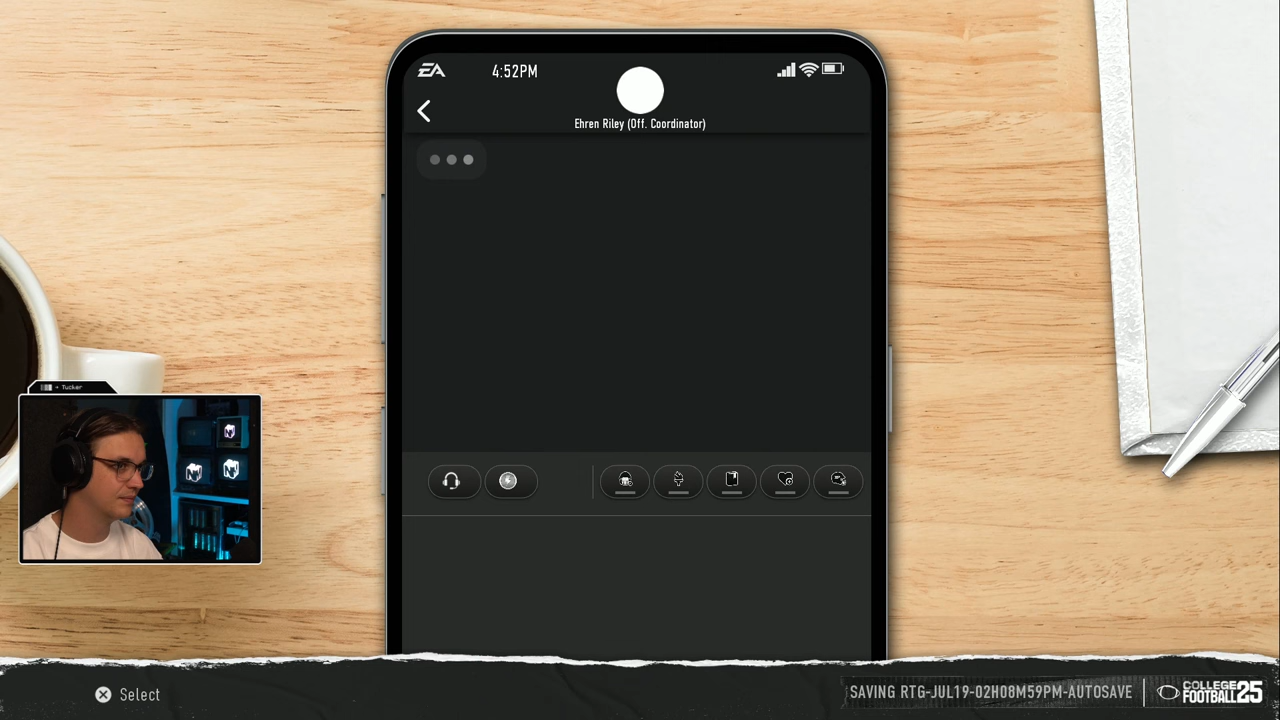 EA
4:52PM
Ehren Riley (Off. Coordinator)
+ Tucker
Select
SAVING RTG-JUL19-02H08M59PM-AUTOSAVE
COLLEGE
FOOTBALL 25